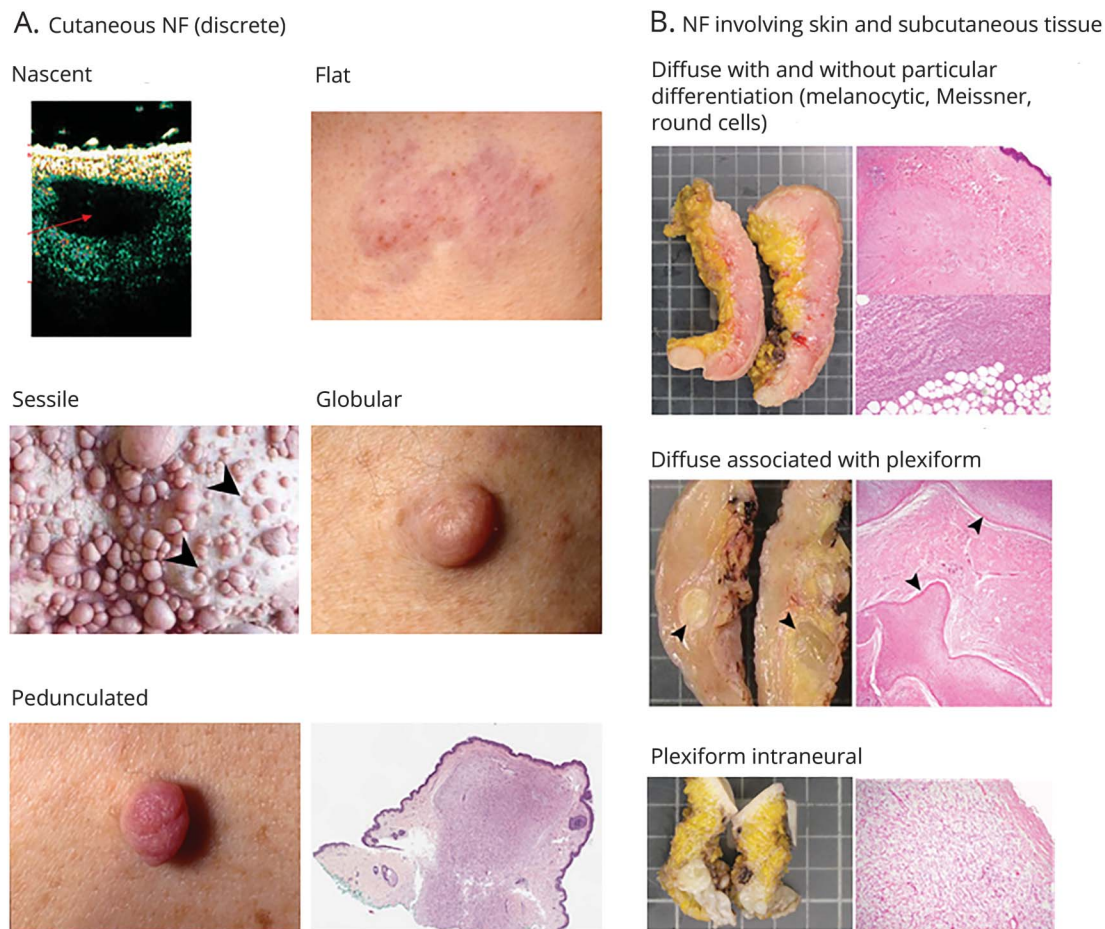 A. Cutaneous NF (discrete)
Nascent
Flat
Sessile
Globular
Pedunculated
B. NF involving skin and subcutaneous tissue
Diffuse with and without particular
differentiation (melanocytic, Meissner,
round cells)
Diffuse associated with plexiform
Plexiform intraneural